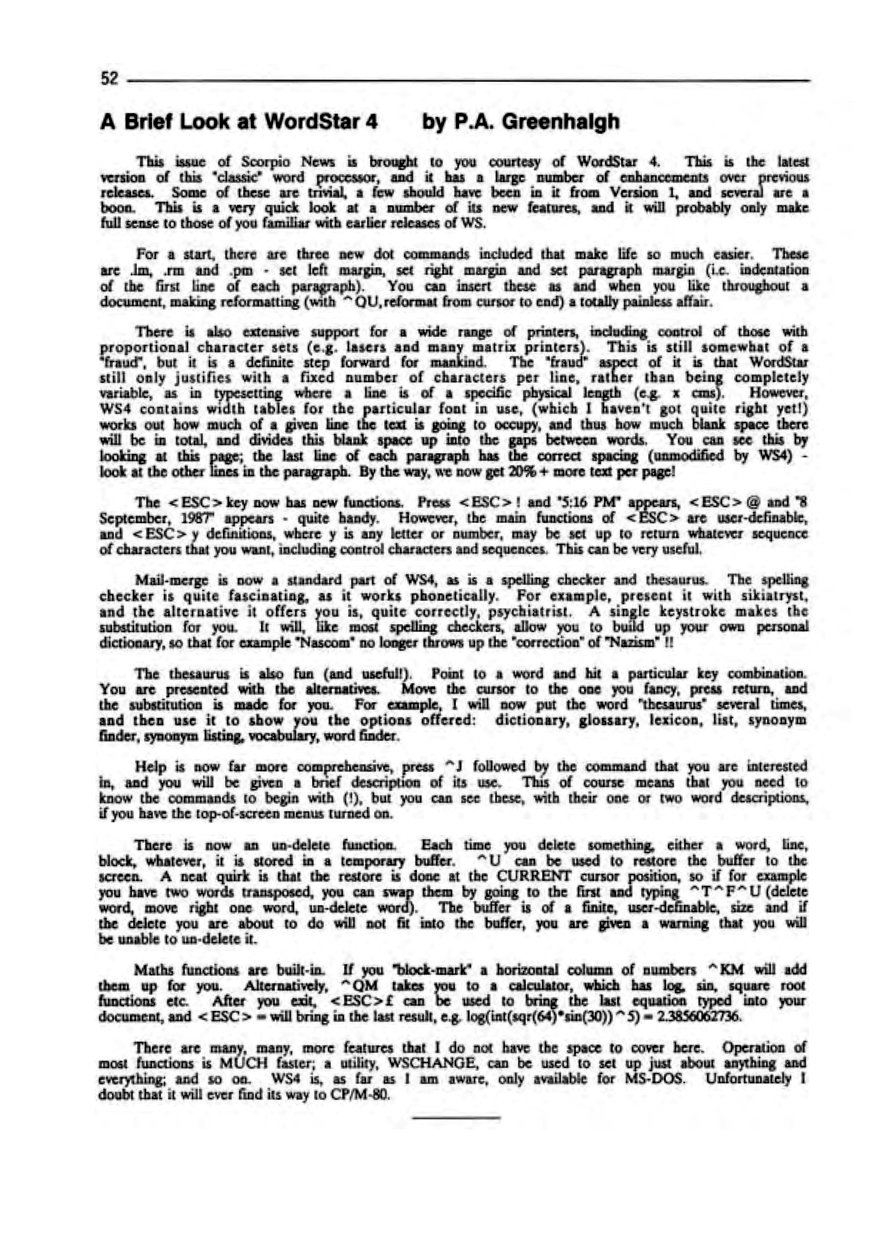 52
A Brief Look at WordStar 4 by P.A. Greenhalgh
This issue of Scorpio News is brought to you courtesy of WordStar 4. This is the latest
version of this "classic" word processor, and it has a large number of enhancements over previous
releases. Some of these are trivial, a few should have been in it from Version 1, and several are a
boon. This is a very quick look at a number of its new features, and it will probably only make
full sense to those of you familiar with earlier releases of WS.
For a start, there are three new dot commands included that make life so much easier. These
are .lm, .rm and .pm - set left margin, set right margin and set paragraph margin (i.e. indentation
of the first line of each paragraph). You can insert these as and when you like throughout a
document, making reformatting (with ^QU, reformat from cursor to end) a totally painless affair.
There is also extensive support for a wide range of printers, including control of those with
proportional character sets (e.g. lasers and many matrix printers). This is still somewhat of a
"fraud", but it is a definite step forward for mankind. The "fraud" aspect of it is that WordStar
still only justifies with a fixed number of characters per line, rather than being completely
variable, as in typesetting where a line is of a specific physical length (e.g. x cms). However,
WS4 contains width tables for the particular font in use, (which I haven't got quite right yet!)
works out how much of a given line the text is going to occupy, and thus how much blank space there
will be in total, and divides this blank space up into the gaps between words. You can see this by
looking at this page; the last line of each paragraph has the correct spacing (unmodified by WS4) -
look at the other lines in the paragraph. By the way, we now get 20% + more text per page!
The <ESC> key now has new functions. Press <ESC> ! and "5:16 PM" appears, <ESC> @ and "8
September, 1987" appears - quite handy. However, the main functions of <ESC> are user-definable,
and <ESC> y definitions, where y is any letter or number, may be set up to return whatever sequence
of characters that you want, including control characters and sequences. This can be very useful.
Mail-merge is now a standard part of WS4, as is a spelling checker and thesaurus. The spelling
checker is quite fascinating, as it works phonetically. For example, present it with sikiatryst,
and the alternative it offers you is, quite correctly, psychiatrist. A single keystroke makes the
substitution for you. It will, like most spelling checkers, allow you to build up your own personal
dictionary, so that for example "Nascom" no longer throws up the "correction" of "Nazism" !!
The thesaurus is also fun (and useful!). Point to a word and hit a particular key combination.
You are presented with the alternatives. Move the cursor to the one you fancy, press return, and
the substitution is made for you. For example, I will now put the word "thesaurus" several times,
and then use it to show you the options offered: dictionary, glossary, lexicon, list, synonym
finder, synonym listing, vocabulary, word finder.
Help is now far more comprehensive, press ^J followed by the command that you are interested
in, and you will be given a brief description of its use. This of course means that you need to
know the commands to begin with (!), but you can see these, with their one or two word descriptions,
if you have the top-of-screen menus turned on.
There is now an un-delete function. Each time you delete something, either a word, line,
block, whatever, it is stored in a temporary buffer. ^U can be used to restore the buffer to the
screen. A neat quirk is that the restore is done at the CURRENT cursor position, so if for example
you have two words transposed, you can swap them by going to the first and typing ^T^F^U (delete
word, move right one word, un-delete word). The buffer is of a finite, user-definable, size and if
the delete you are about to do will not fit into the buffer, you are given a warning that you will
be unable to un-delete it.
Maths functions are built-in. If you "block-mark" a horizontal column of numbers ^KM will add
them up for you. Alternatively, ^QM takes you to a calculator, which has log, sin, square root
functions etc. After you exit, <ESC>£ can be used to bring the last equation typed into your
document, and <ESC> = will bring in the last result, e.g. log(int(sqr(64)*sin(30))^5) = 2.3856062736.
There are many, many, more features that I do not have the space to cover here. Operation of
most functions is MUCH faster; a utility, WSCHANGE, can be used to set up just about anything and
everything; and so on. WS4 is, as far as I am aware, only available for MS-DOS. Unfortunately I
doubt that it will ever find its way to CP/M-80.